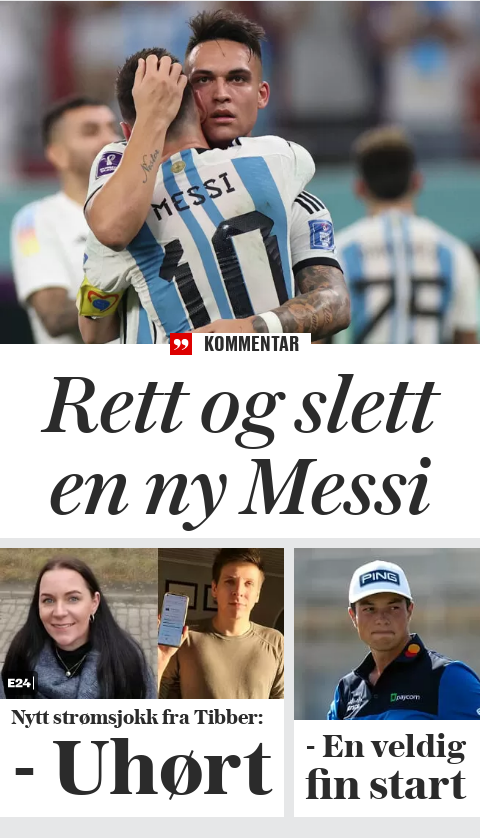 MESSI
10
25
KOMMENTAR
Rett og slett
en ny Messi
E24
Nytt strømsjokk fra Tibber:
- Uhørt
PING
paycom
- En veldig
fin start